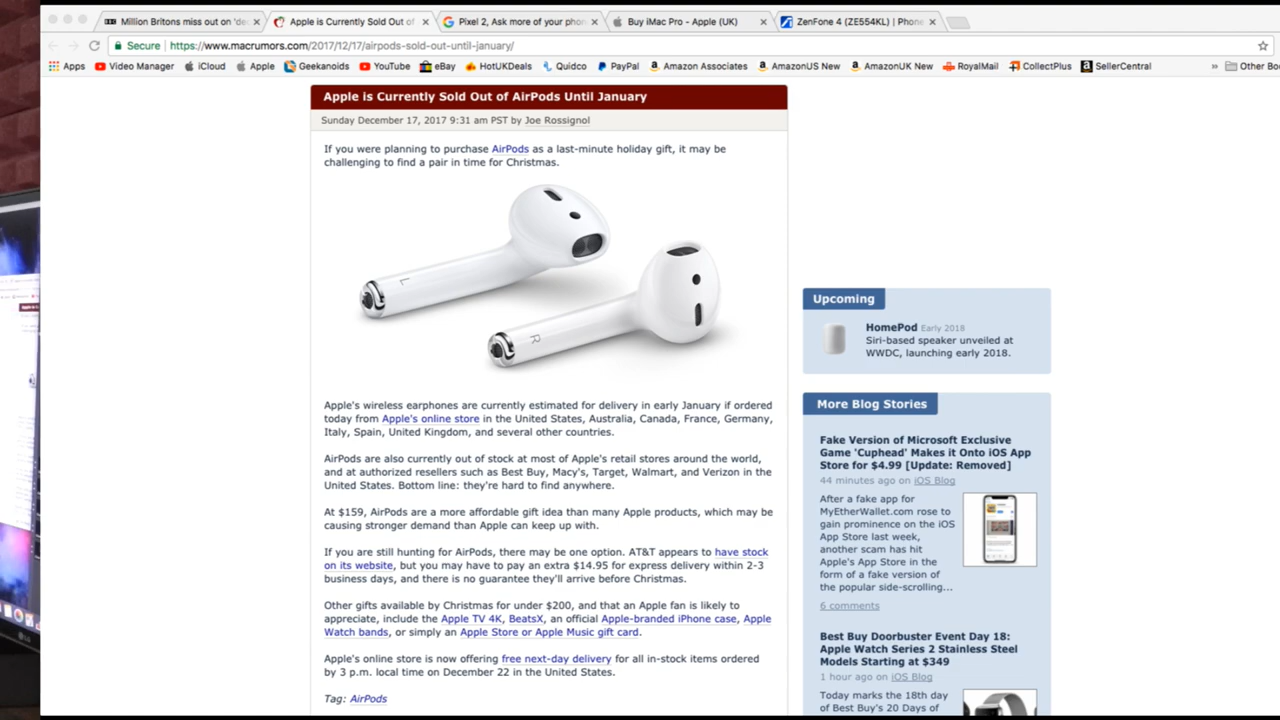 Million Britons miss out on 'dec
Apple is Currently Sold Out of
Pixel 2, Ask more of your phon
Buy iMac Pro - Apple (UK)
ZenFone 4 (ZE554KL) | Phone
Secure https://www.macrumors.com/2017/12/17/airpods-sold-out-until-january/
Apps Video Manager iCloud Apple Geekanoids YouTube eBay HotUKDeals Quidco PayPal Amazon Associates AmazonUS New AmazonUK New RoyalMail CollectPlus SellerCentral » Other Bo
Apple is Currently Sold Out of AirPods Until January
Sunday December 17, 2017 9:31 am PST by Joe Rossignol
If you were planning to purchase AirPods as a last-minute holiday gift, it may be
challenging to find a pair in time for Christmas.
L
R
Apple's wireless earphones are currently estimated for delivery in early January if ordered
today from Apple's online store in the United States, Australia, Canada, France, Germany,
Italy, Spain, United Kingdom, and several other countries.
AirPods are also currently out of stock at most of Apple's retail stores around the world,
and at authorized resellers such as Best Buy, Macy's, Target, Walmart, and Verizon in the
United States. Bottom line: they're hard to find anywhere.
At $159, AirPods are a more affordable gift idea than many Apple products, which may be
causing stronger demand than Apple can keep up with.
If you are still hunting for AirPods, there may be one option. AT&T appears to have stock
on its website, but you may have to pay an extra $14.95 for express delivery within 2-3
business days, and there is no guarantee they'll arrive before Christmas.
Other gifts available by Christmas for under $200, and that an Apple fan is likely to
appreciate, include the Apple TV 4K, BeatsX, an official Apple-branded iPhone case, Apple
Watch bands, or simply an Apple Store or Apple Music gift card.
Apple's online store is now offering free next-day delivery for all in-stock items ordered
by 3 p.m. local time on December 22 in the United States.
Tag: AirPods
Upcoming
HomePod Early 2018
Siri-based speaker unveiled at
WWDC, launching early 2018.
More Blog Stories
Fake Version of Microsoft Exclusive
Game 'Cuphead' Makes it Onto iOS App
Store for $4.99 [Update: Removed]
44 minutes ago on iOS Blog
After a fake app for
MyEtherWallet.com rose to
gain prominence on the iOS
App Store last week,
another scam has hit
Apple's App Store in the
form of a fake version of
the popular side-scrolling...
6 comments
Best Buy Doorbuster Event Day 18:
Apple Watch Series 2 Stainless Steel
Models Starting at $349
1 hour ago on iOS Blog
Today marks the 18th day
of Best Buy's 20 Days of
LG